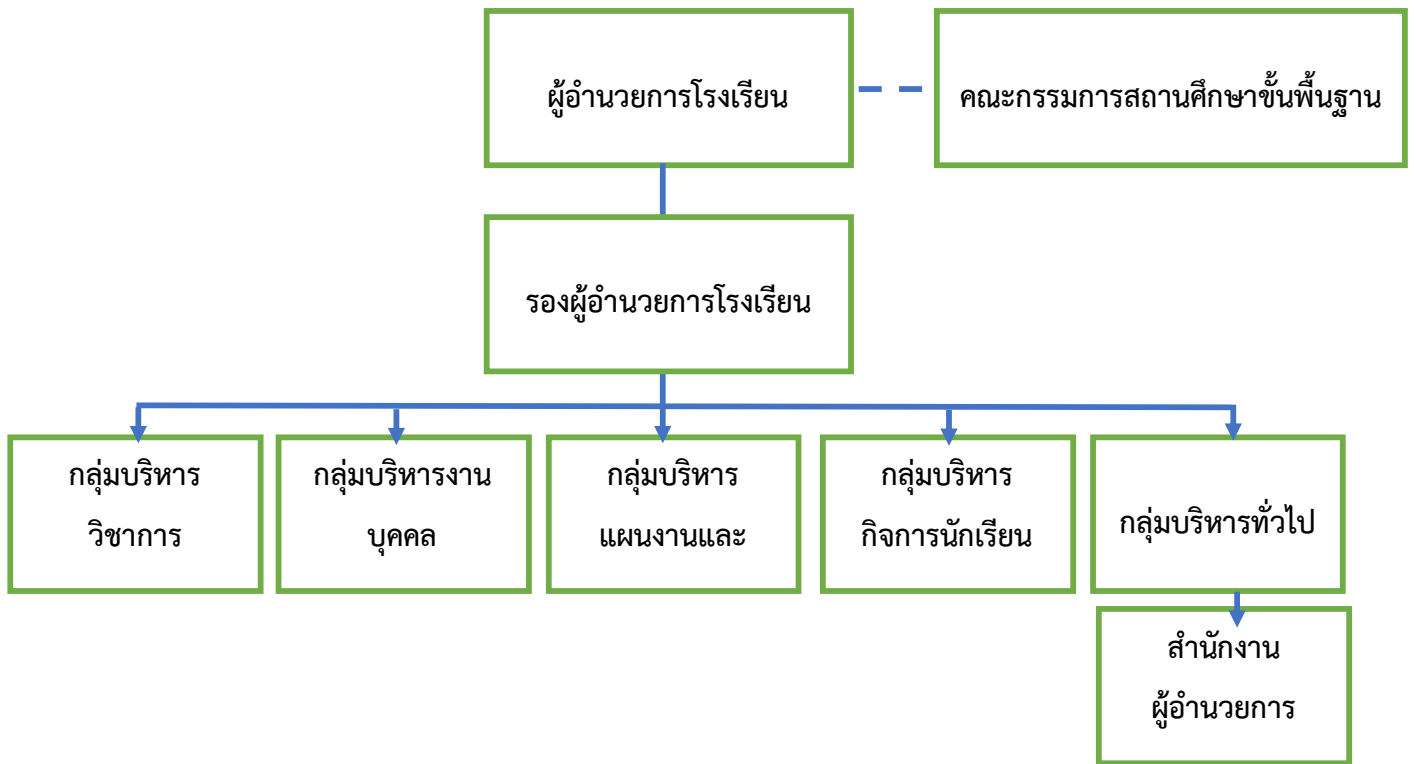 ผู้อำนวยการโรงเรียน
คณะกรรมการสถานศึกษาขั้นพื้นฐาน
รองผู้อำนวยการโรงเรียน
กลุ่มบริหาร
วิชาการ
กลุ่มบริหารงาน
บุคคล
กลุ่มบริหาร
แผนงานและ
กลุ่มบริหาร
กิจการนักเรียน
กลุ่มบริหารทั่วไป
สำนักงาน
ผู้อำนวยการ